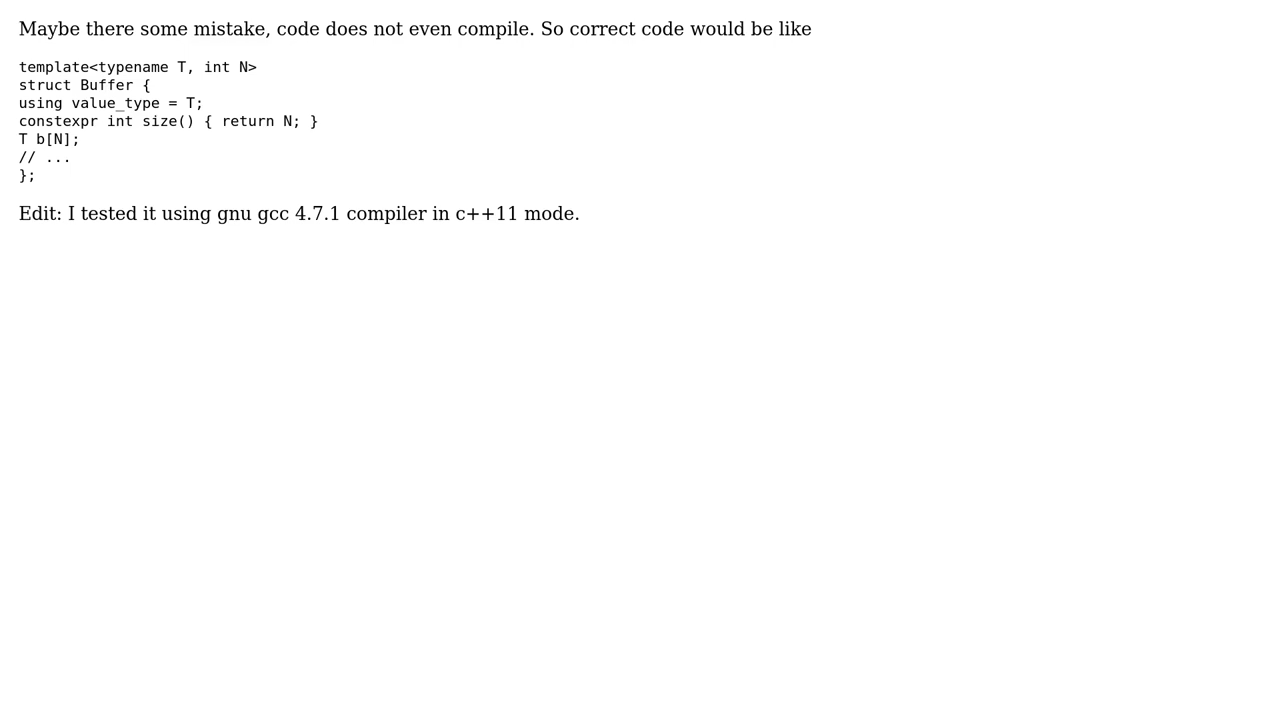 Maybe there some mistake, code does not even compile. So correct code would be like
template<typename T, int N>
struct Buffer {
using value_type = T;
constexpr int size() { return N; }
T b[N];
// ...
};
Edit: I tested it using gnu gcc 4.7.1 compiler in c++11 mode.